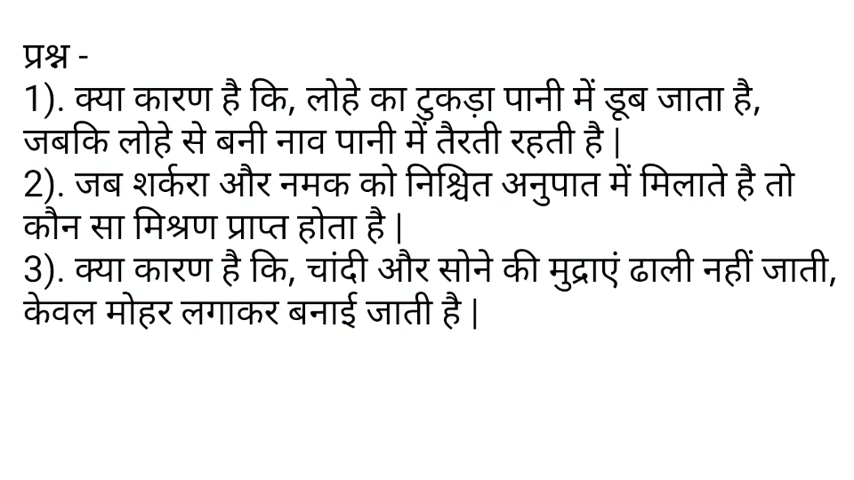 प्रश्न -
1). क्या कारण है कि, लोहे का टुकड़ा पानी में डूब जाता है,
जबकि लोहे से बनी नाव पानी में तैरती रहती है |
2). जब शर्करा और नमक को निश्चित अनुपात में मिलाते है तो
कौन सा मिश्रण प्राप्त होता है |
3). क्या कारण है कि, चांदी और सोने की मुद्राएं ढाली नहीं जाती,
केवल मोहर लगाकर बनाई जाती है |